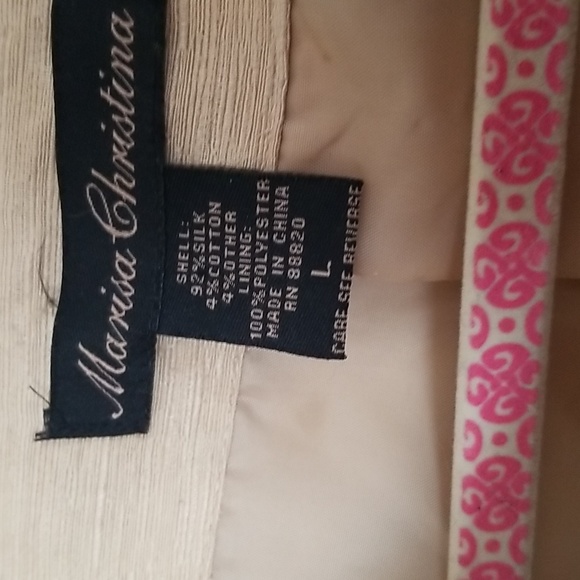 Marisa Christina
SHELL:
92%SILK
4%COTTON
4%OTHER
LINING:
100%POLYESTER
MADE IN CHINA
RN 98820
L
CARE SEE REVERSE